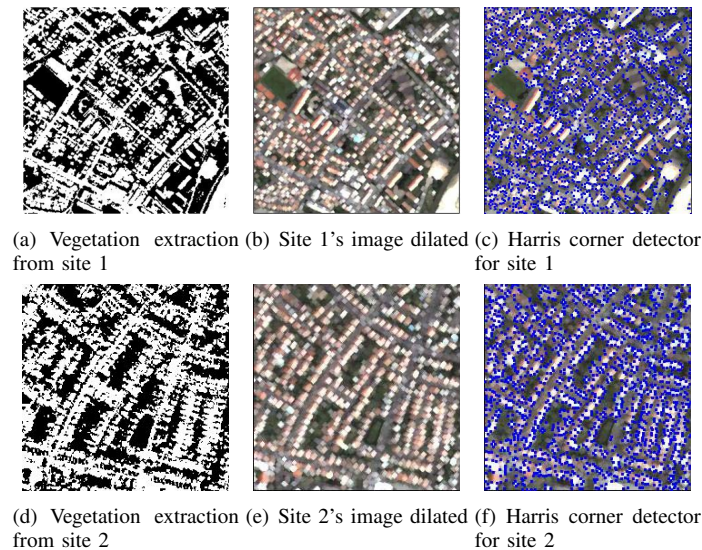 (a) Vegetation extraction from site 1
(b) Site 1's image dilated
(c) Harris corner detector for site 1
(d) Vegetation extraction from site 2
(e) Site 2's image dilated
(f) Harris corner detector for site 2